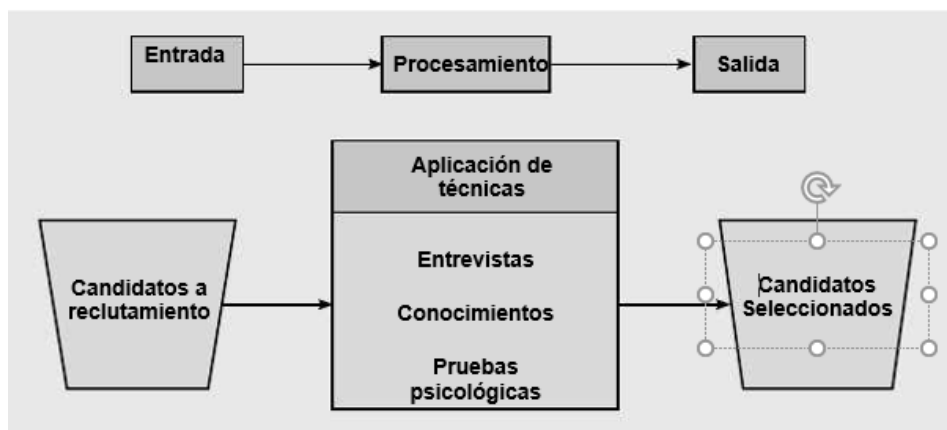 Entrada
Procesamiento
Salida
Aplicación de
técnicas
Candidatos a
reclutamiento
Entrevistas
Conocimientos
Pruebas
psicológicas
Candidatos
Seleccionados